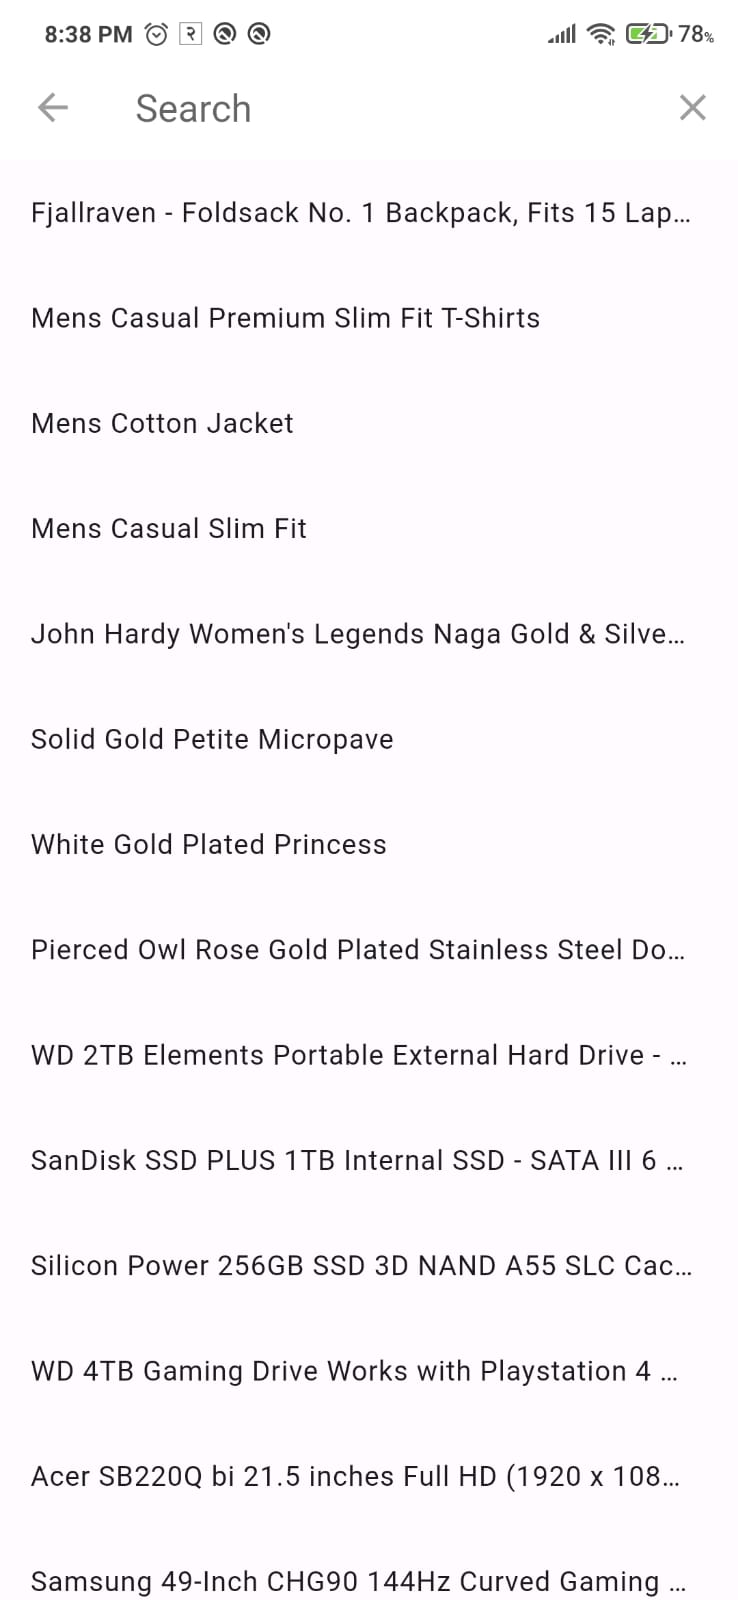 8:38 PM 78%
Search
Fjallraven - Foldsack No. 1 Backpack, Fits 15 Lap...
Mens Casual Premium Slim Fit T-Shirts
Mens Cotton Jacket
Mens Casual Slim Fit
John Hardy Women's Legends Naga Gold & Silve...
Solid Gold Petite Micropave
White Gold Plated Princess
Pierced Owl Rose Gold Plated Stainless Steel Do...
WD 2TB Elements Portable External Hard Drive - ...
SanDisk SSD PLUS 1TB Internal SSD - SATA III 6 ...
Silicon Power 256GB SSD 3D NAND A55 SLC Cac...
WD 4TB Gaming Drive Works with Playstation 4 ...
Acer SB220Q bi 21.5 inches Full HD (1920 x 108...
Samsung 49-Inch CHG90 144Hz Curved Gaming ...